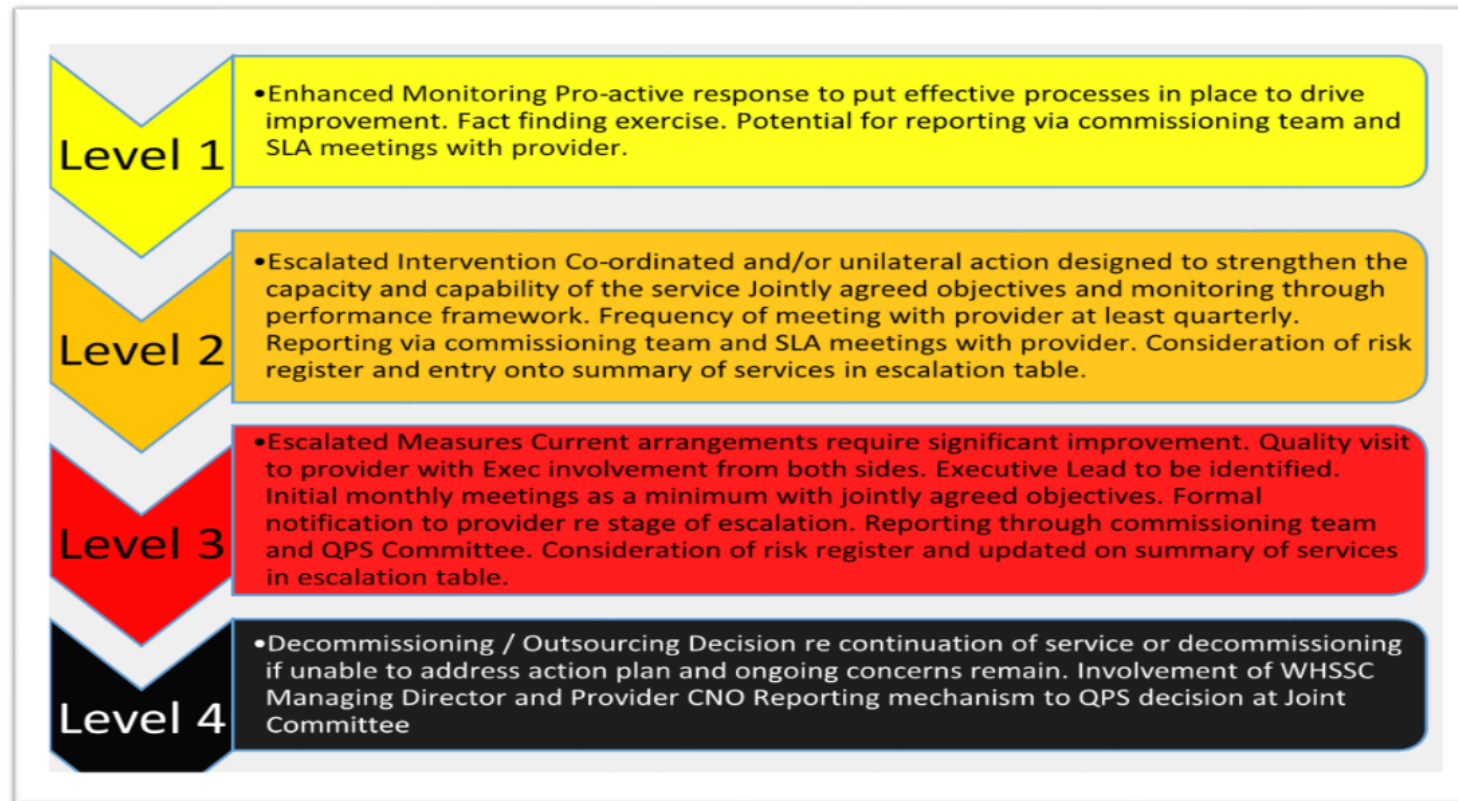 Level 1
•Enhanced Monitoring Pro-active response to put effective processes in place to drive
improvement. Fact finding exercise. Potential for reporting via commissioning team and
SLA meetings with provider.
Level 2
•Escalated Intervention Co-ordinated and/or unilateral action designed to strengthen the
capacity and capability of the service Jointly agreed objectives and monitoring through
performance framework. Frequency of meeting with provider at least quarterly.
Reporting via commissioning team and SLA meetings with provider. Consideration of risk
register and entry onto summary of services in escalation table.
Level 3
•Escalated Measures Current arrangements require significant improvement. Quality visit
to provider with Exec involvement from both sides. Executive Lead to be identified.
Initial monthly meetings as a minimum with jointly agreed objectives. Formal
notification to provider re stage of escalation. Reporting through commissioning team
and QPS Committee. Consideration of risk register and updated on summary of services
in escalation table.
Level 4
•Decommissioning / Outsourcing Decision re continuation of service or decommissioning
if unable to address action plan and ongoing concerns remain. Involvement of WHSSC
Managing Director and Provider CNO Reporting mechanism to QPS decision at Joint
Committee